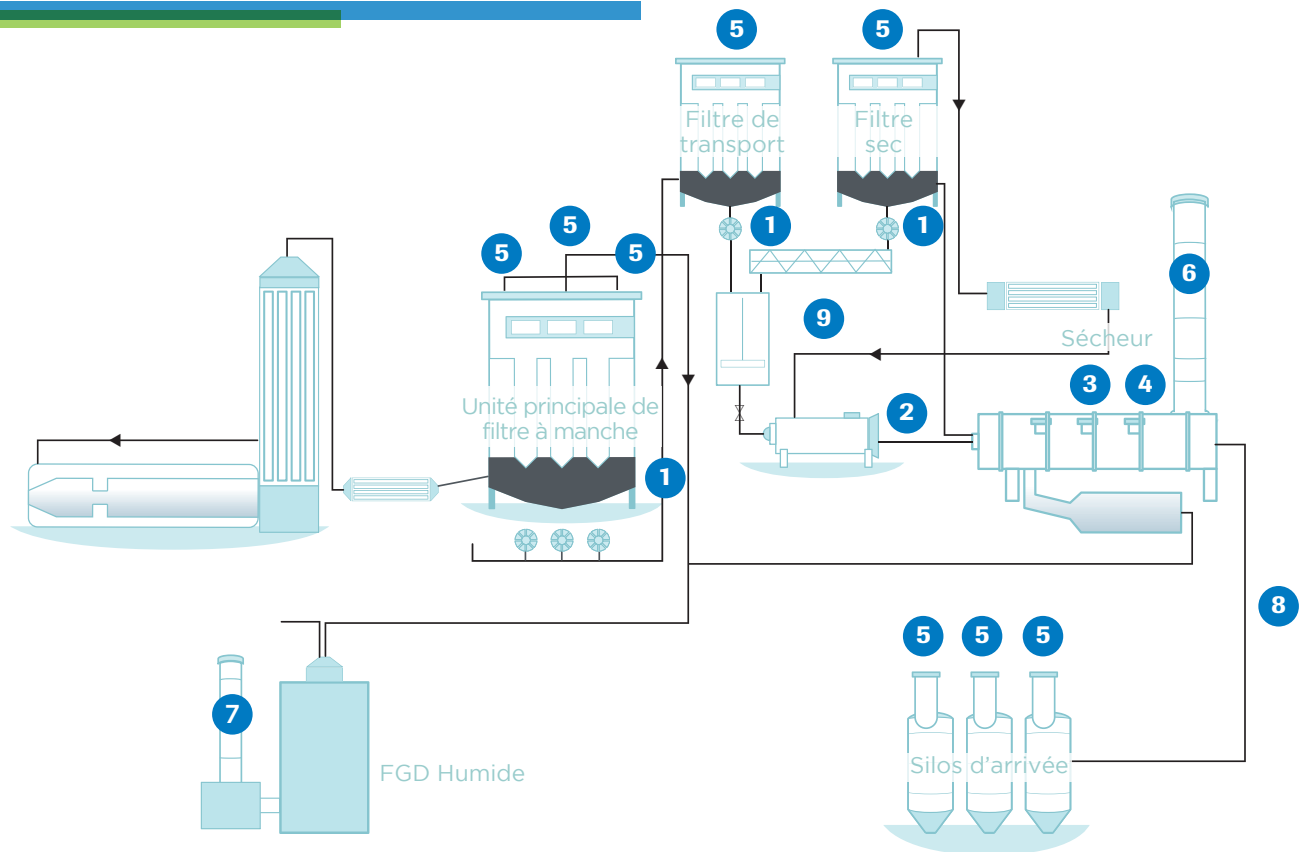 5
5
Filtre de
transport
Filtre
sec
1
1
5
5
5
6
9
Sécheur
3
4
Unité principale de
filtre à manche
2
1
8
5
5
5
7
FGD Humide
Silos d'arrivée